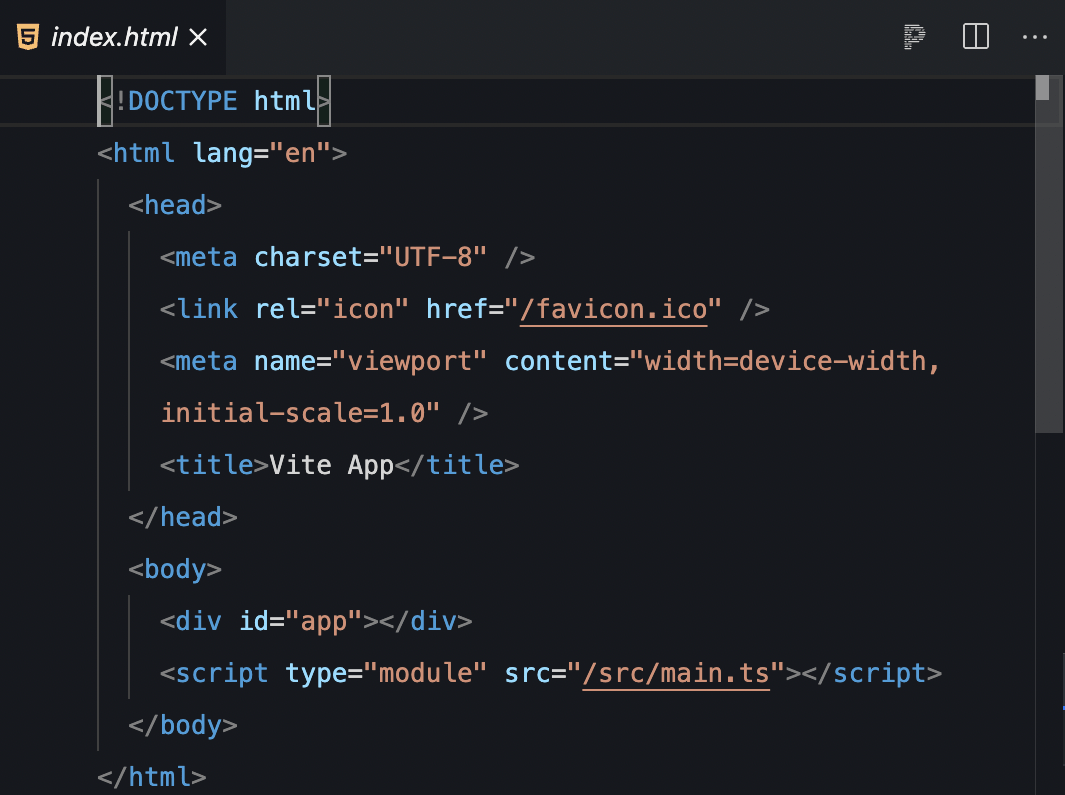 index.html
<!DOCTYPE html>
<html lang="en">
<head>
<meta charset="UTF-8" />
<link rel="icon" href="/favicon.ico" />
<meta name="viewport" content="width=device-width,
initial-scale=1.0" />
<title>Vite App</title>
</head>
<body>
<div id="app"></div>
<script type="module" src="/src/main.ts"></script>
</body>
</html>